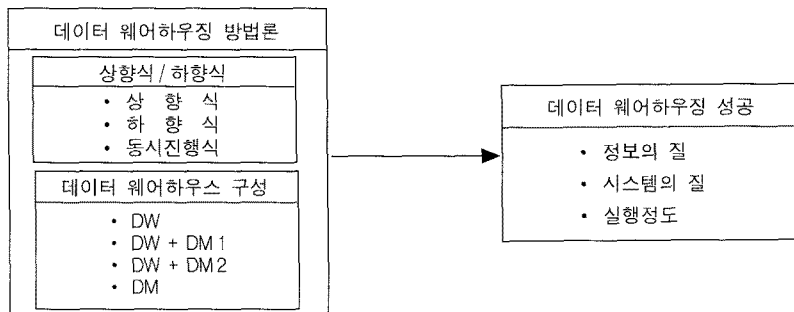 데이터 웨어하우징 방법론
상향식 / 하향식
• 상 향 식
• 하 향 식
• 동시진행식
데이터 웨어하우스 구성
• DW
• DW + DM 1
• DW + DM 2
• DM
데이터 웨어하우징 성공
• 정보의 질
• 시스템의 질
• 실행정도